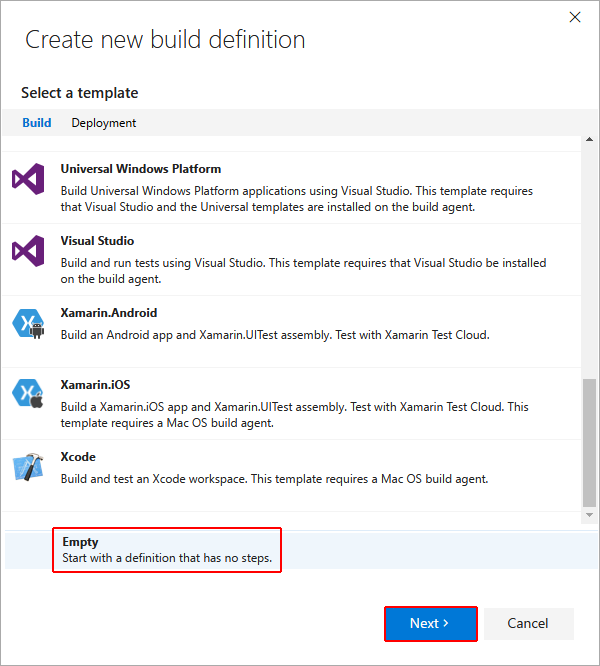 Create new build definition
Select a template
Build Deployment
Universal Windows Platform
Build Universal Windows Platform applications using Visual Studio. This template requires
that Visual Studio and the Universal templates are installed on the build agent.
Visual Studio
Build and run tests using Visual Studio. This template requires that Visual Studio be installed
on the build agent.
Xamarin.Android
Build an Android app and Xamarin.UITest assembly. Test with Xamarin Test Cloud.
Xamarin.iOS
Build a Xamarin.iOS app and Xamarin.UITest assembly. Test with Xamarin Test Cloud. This
template requires a Mac OS build agent.
Xcode
Build and test an Xcode workspace. This template requires a Mac OS build agent.
Empty
Start with a definition that has no steps.
Next › Cancel